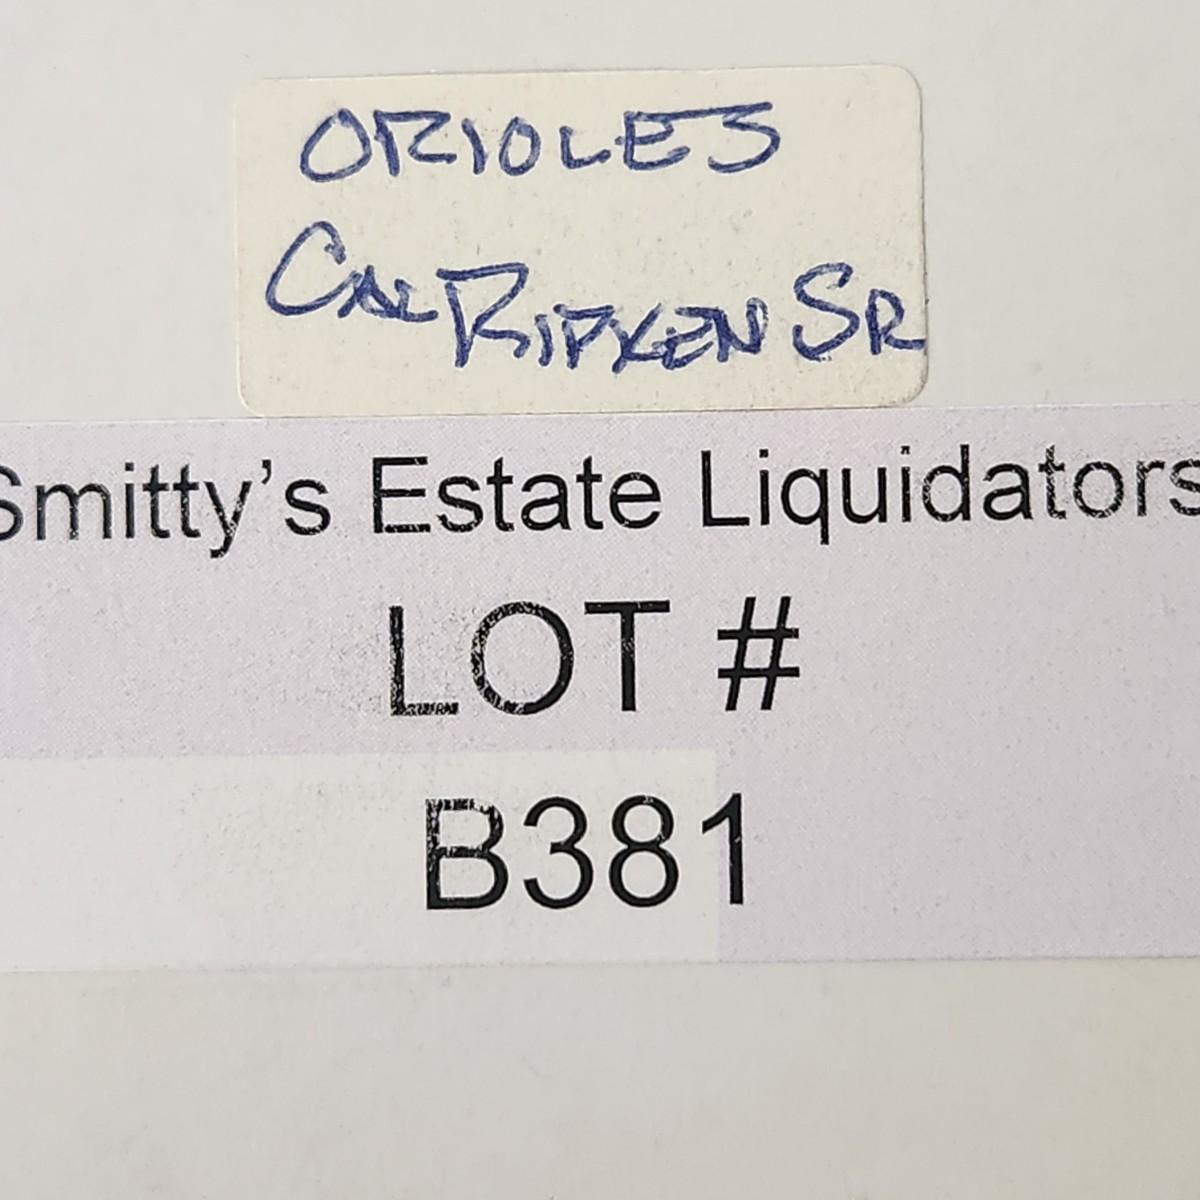 ORIOLES
CAL RIPKEN SR
Smitty's Estate Liquidators
LOT #
B381